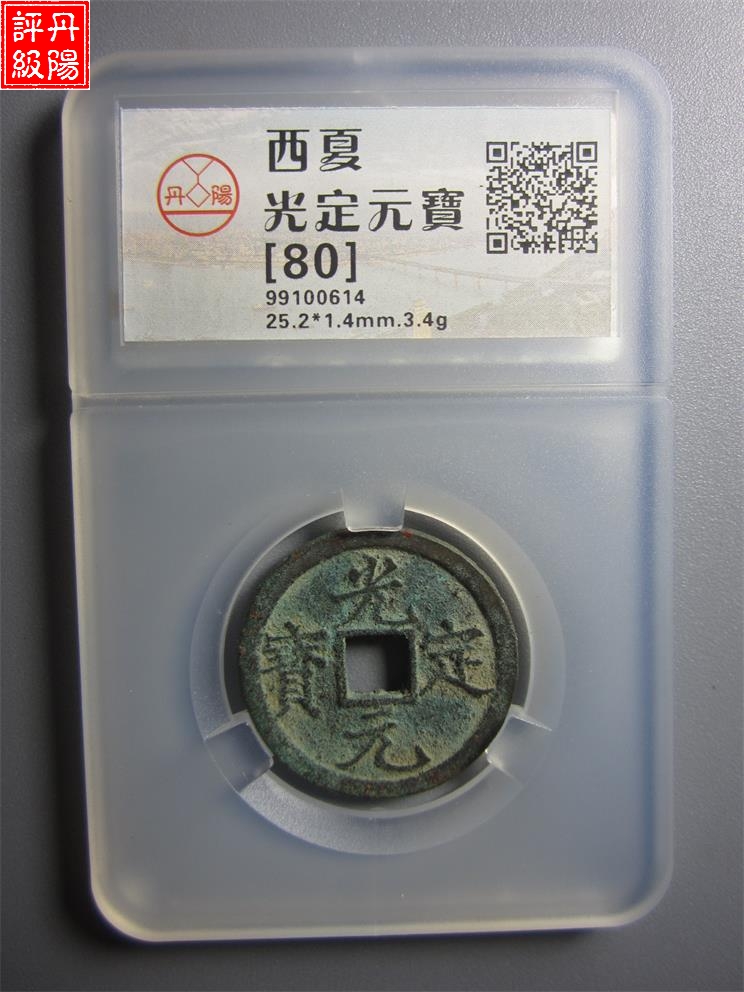 丹陽
評級
西夏
丹陽
光定元寶
[80]
99100614
25.2*1.4mm.3.4g
光定元寶